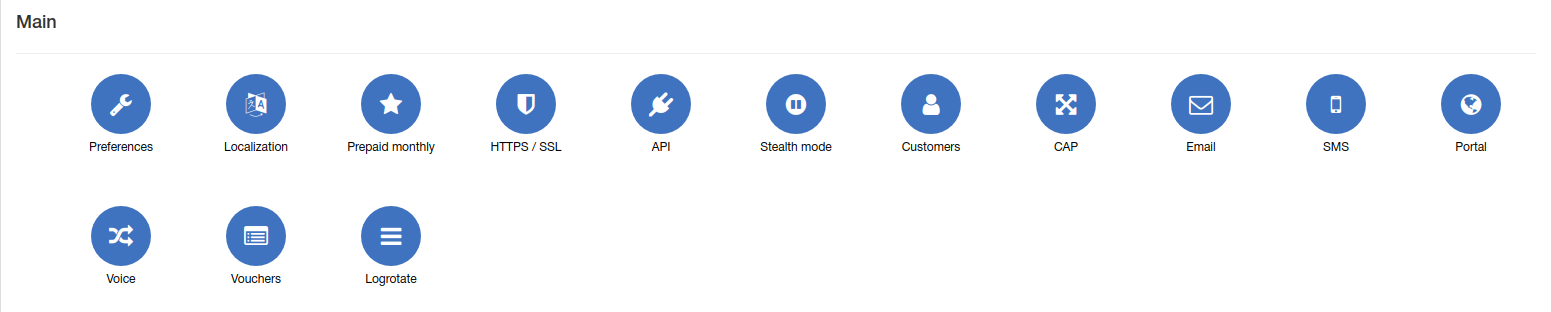 Main
Preferences
Localization
Prepaid monthly
HTTPS / SSL
API
Stealth mode
Customers
CAP
Email
SMS
Portal
Voice
Vouchers
Logrotate